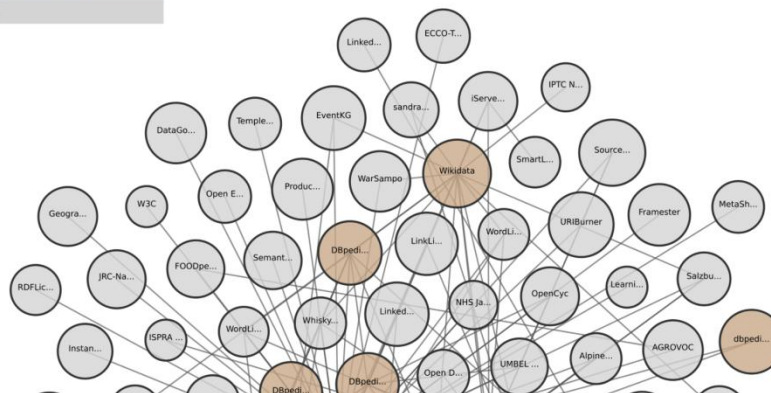 Linked...
ECCO-T...
IPTC N...
iServe...
sandra...
EventKG
Temple...
DataGo...
Source...
SmartL...
Wikidata
WarSampo
Produc...
Open E...
W3C
Geogra...
MetaSh...
Framester
URIBurner
WordLi...
LinkLi...
DBpedi...
Semant...
FOODpe...
JRC-Na...
RDFLic...
Salzbu...
Learni...
OpenCyc
NHS Ja...
Linked...
Whisky...
WordLi...
ISPRA ...
Instan...
dbpedi...
AGROVOC
Alpine...
UMBEL ...
Open D...
DBpedi...
DBpedi...